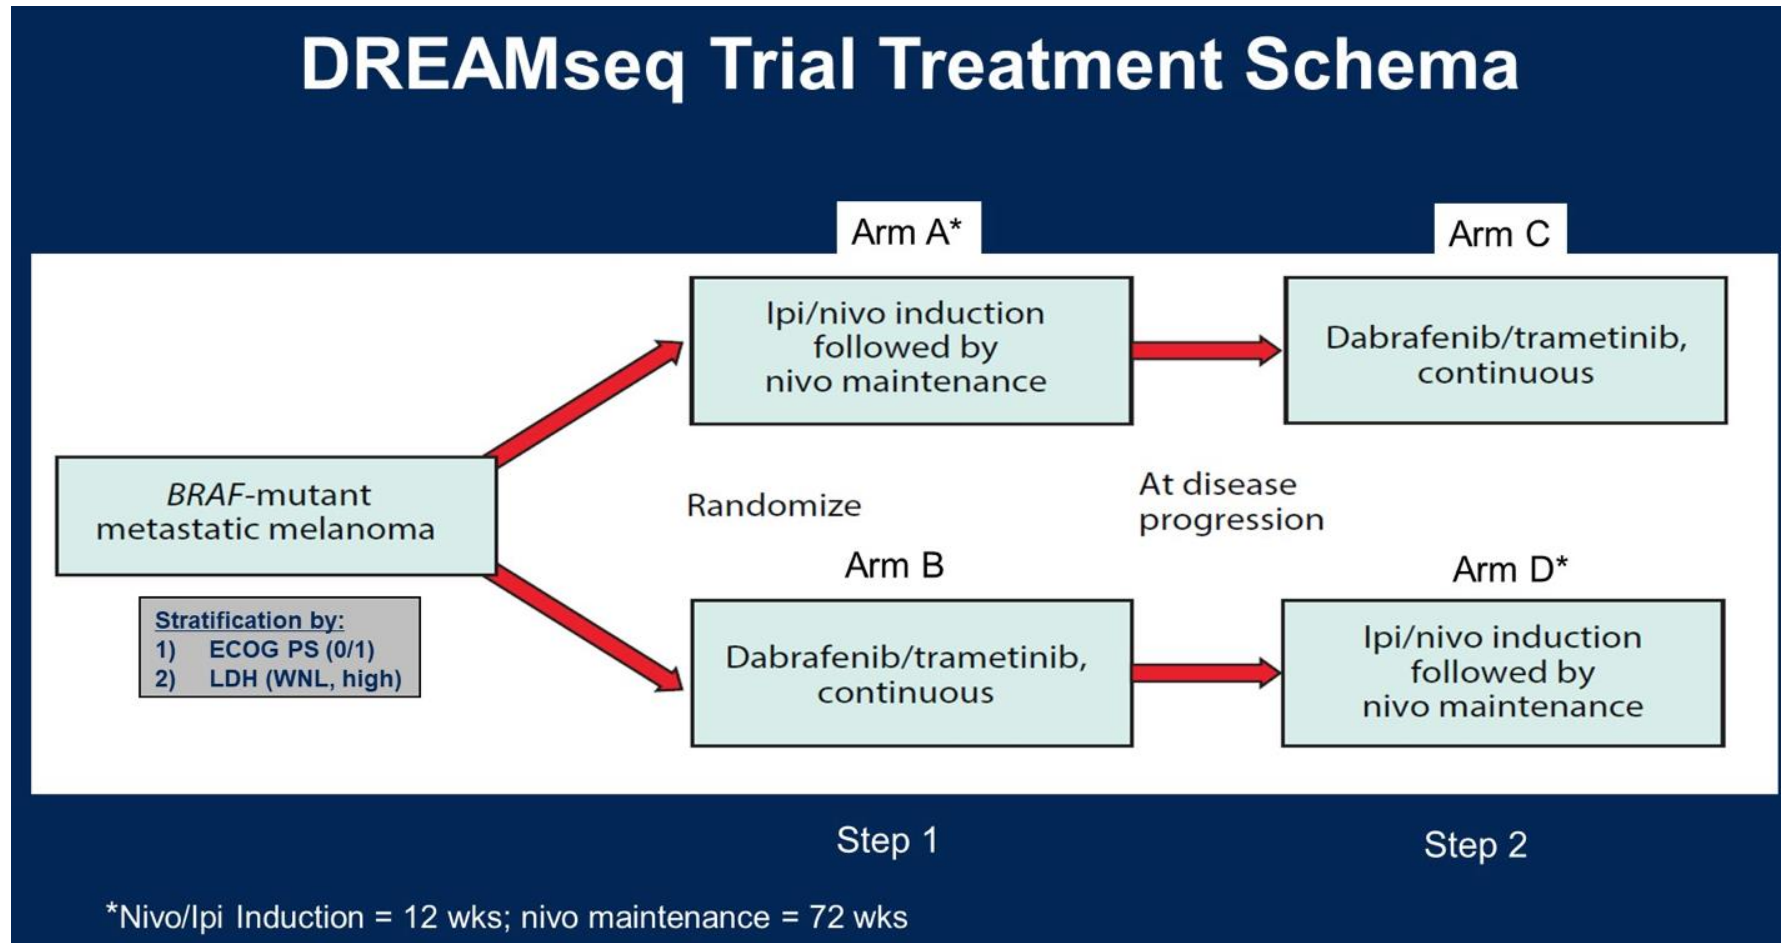 DREAMseq Trial Treatment Schema
Arm A*
Arm C
Ipi/nivo induction
followed by
nivo maintenance
Dabrafenib/trametinib,
continuous
BRAF-mutant
metastatic melanoma
Randomize
At disease
progression
Stratification by:
1) ECOG PS (0/1)
2) LDH (WNL, high)
Arm B
Arm D*
Dabrafenib/trametinib,
continuous
Ipi/nivo induction
followed by
nivo maintenance
Step 1
Step 2
*Nivo/Ipi Induction = 12 wks; nivo maintenance = 72 wks